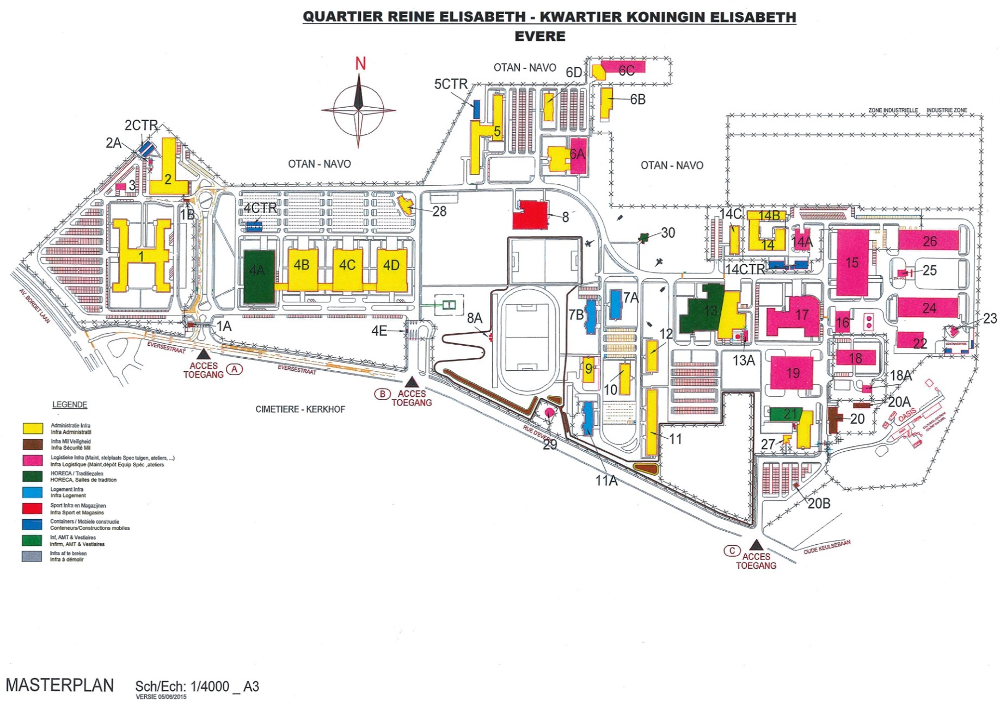 QUARTIER REINE ELISABETH - KWARTIER KONINGIN ELISABETH
EVERE
N
OTAN - NAVO
6D
6C
5CTR
6B
5
ZONE INDUSTRIELLE INDUSTRIE ZONE
2CTR
2A
OTAN - NAVO
6A
OTAN - NAVO
2
3
1B
4CTR
28
8
14C
14B
30
14
14A
26
1
4A
4B
4C
4D
14CTR
15
25
STA - POL
AV. BORDET LAAN
7A
7B
13
17
24
16
23
8A
1A
4E
12
22
CONTAINERPARK
EVERSESTRAAT
13A
18
ACCES
TOEGANG
A
EVERSESTRAAT
9
10
19
18A
B
ACCES
TOEGANG
20A
CIMETIERE - KERKHOF
21
20
OASIS
RUE D'EVERE
29
11
27
11A
20B
C
ACCES
TOEGANG
OUDE KEULSEBAAN
LEGENDE
Administratie Infra
Infra Administratif
Infra Mil Veiligheid
Infra Sécurité Mil
Logistieke Infra (Maint, stelplaats Spec tuigen, ateliers, ...)
Infra Logistique (Maint,dépôt Equip Spéc ,ateliers
HORECA / Traditiezalen
HORECA, Salles de tradition
Logement Infra
Infra Logement
Sport Infra en Magazijnen
Infra Sport et Magasins
Containers / Mobiele constructie
Conteneurs/Constructions mobiles
Inf, AMT & Vestiaires
Infirm, AMT & Vestiaires
Infra af te breken
Infra à démolir
MASTERPLAN Sch/Ech: 1/4000 _ A3
VERSIE 05/06/2015